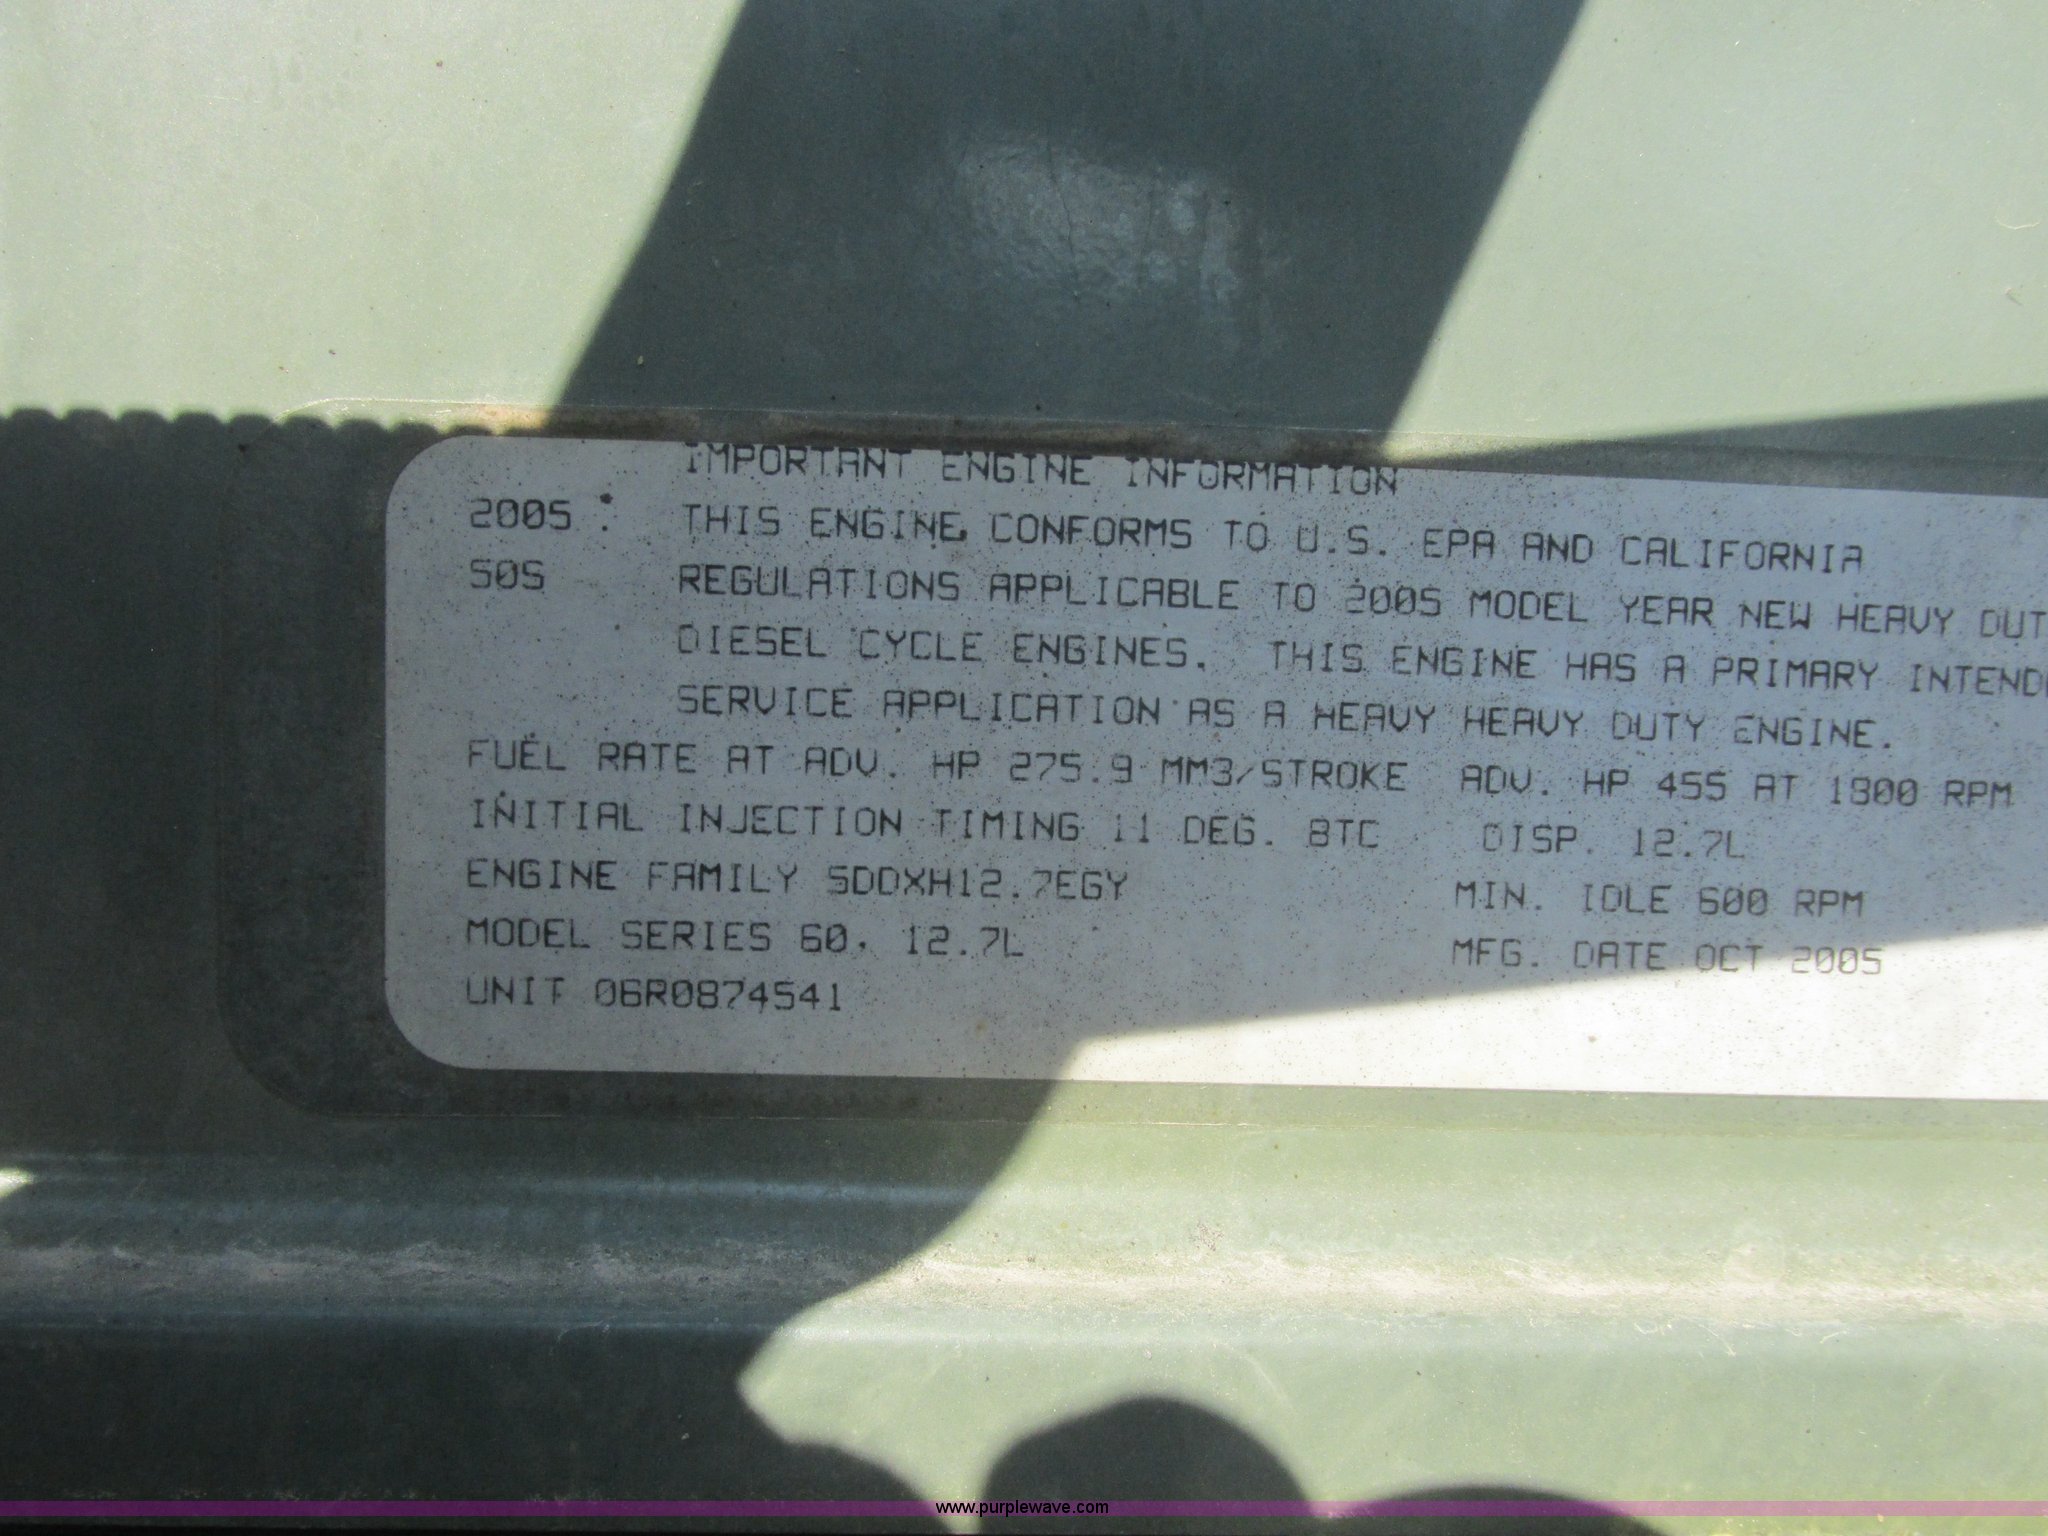 IMPORTANT ENGINE INFORMATION
2005 : THIS ENGINE CONFORMS TO U.S. EPA AND CALIFORNIA
505 REGULATIONS APPLICABLE TO 2005 MODEL YEAR NEW HEAVY DUT
DIESEL CYCLE ENGINES. THIS ENGINE HAS A PRIMARY INTEND
SERVICE APPLICATION AS A HEAVY HEAVY DUTY ENGINE.
FUEL RATE AT ADV. HP 275.9 MM3/STROKE ADV. HP 455 AT 1800 RPM
INITIAL INJECTION TIMING 11 DEG. BTC DISP. 12.7L
ENGINE FAMILY 5DDXH12.7EGY MIN. IDLE 600 RPM
MODEL SERIES 60, 12.7L MFG. DATE OCT 2005
UNIT 06R0874541
www.purplewave.com